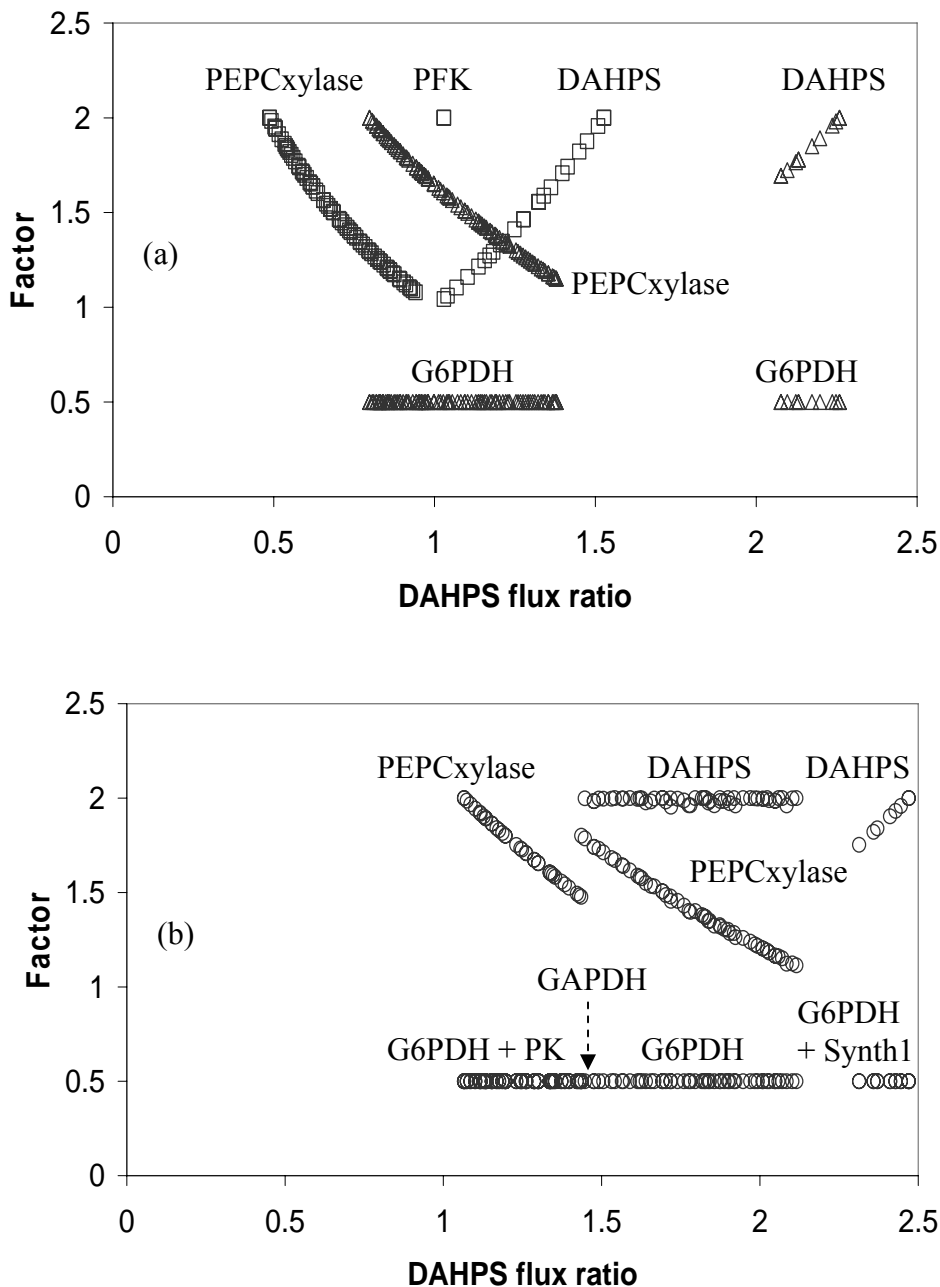 2.5
PEPCxylase PFK DAHPS DAHPS
2
1.5
(a)
Factor
PEPCxylase
1
G6PDH G6PDH
0.5
0
0 0.5 1 1.5 2 2.5
DAHPS flux ratio
2.5
PEPCxylase DAHPS DAHPS
2
PEPCxylase
1.5
(b)
Factor
GAPDH
1
G6PDH
G6PDH + PK G6PDH + Synth1
0.5
0
0 0.5 1 1.5 2 2.5
DAHPS flux ratio